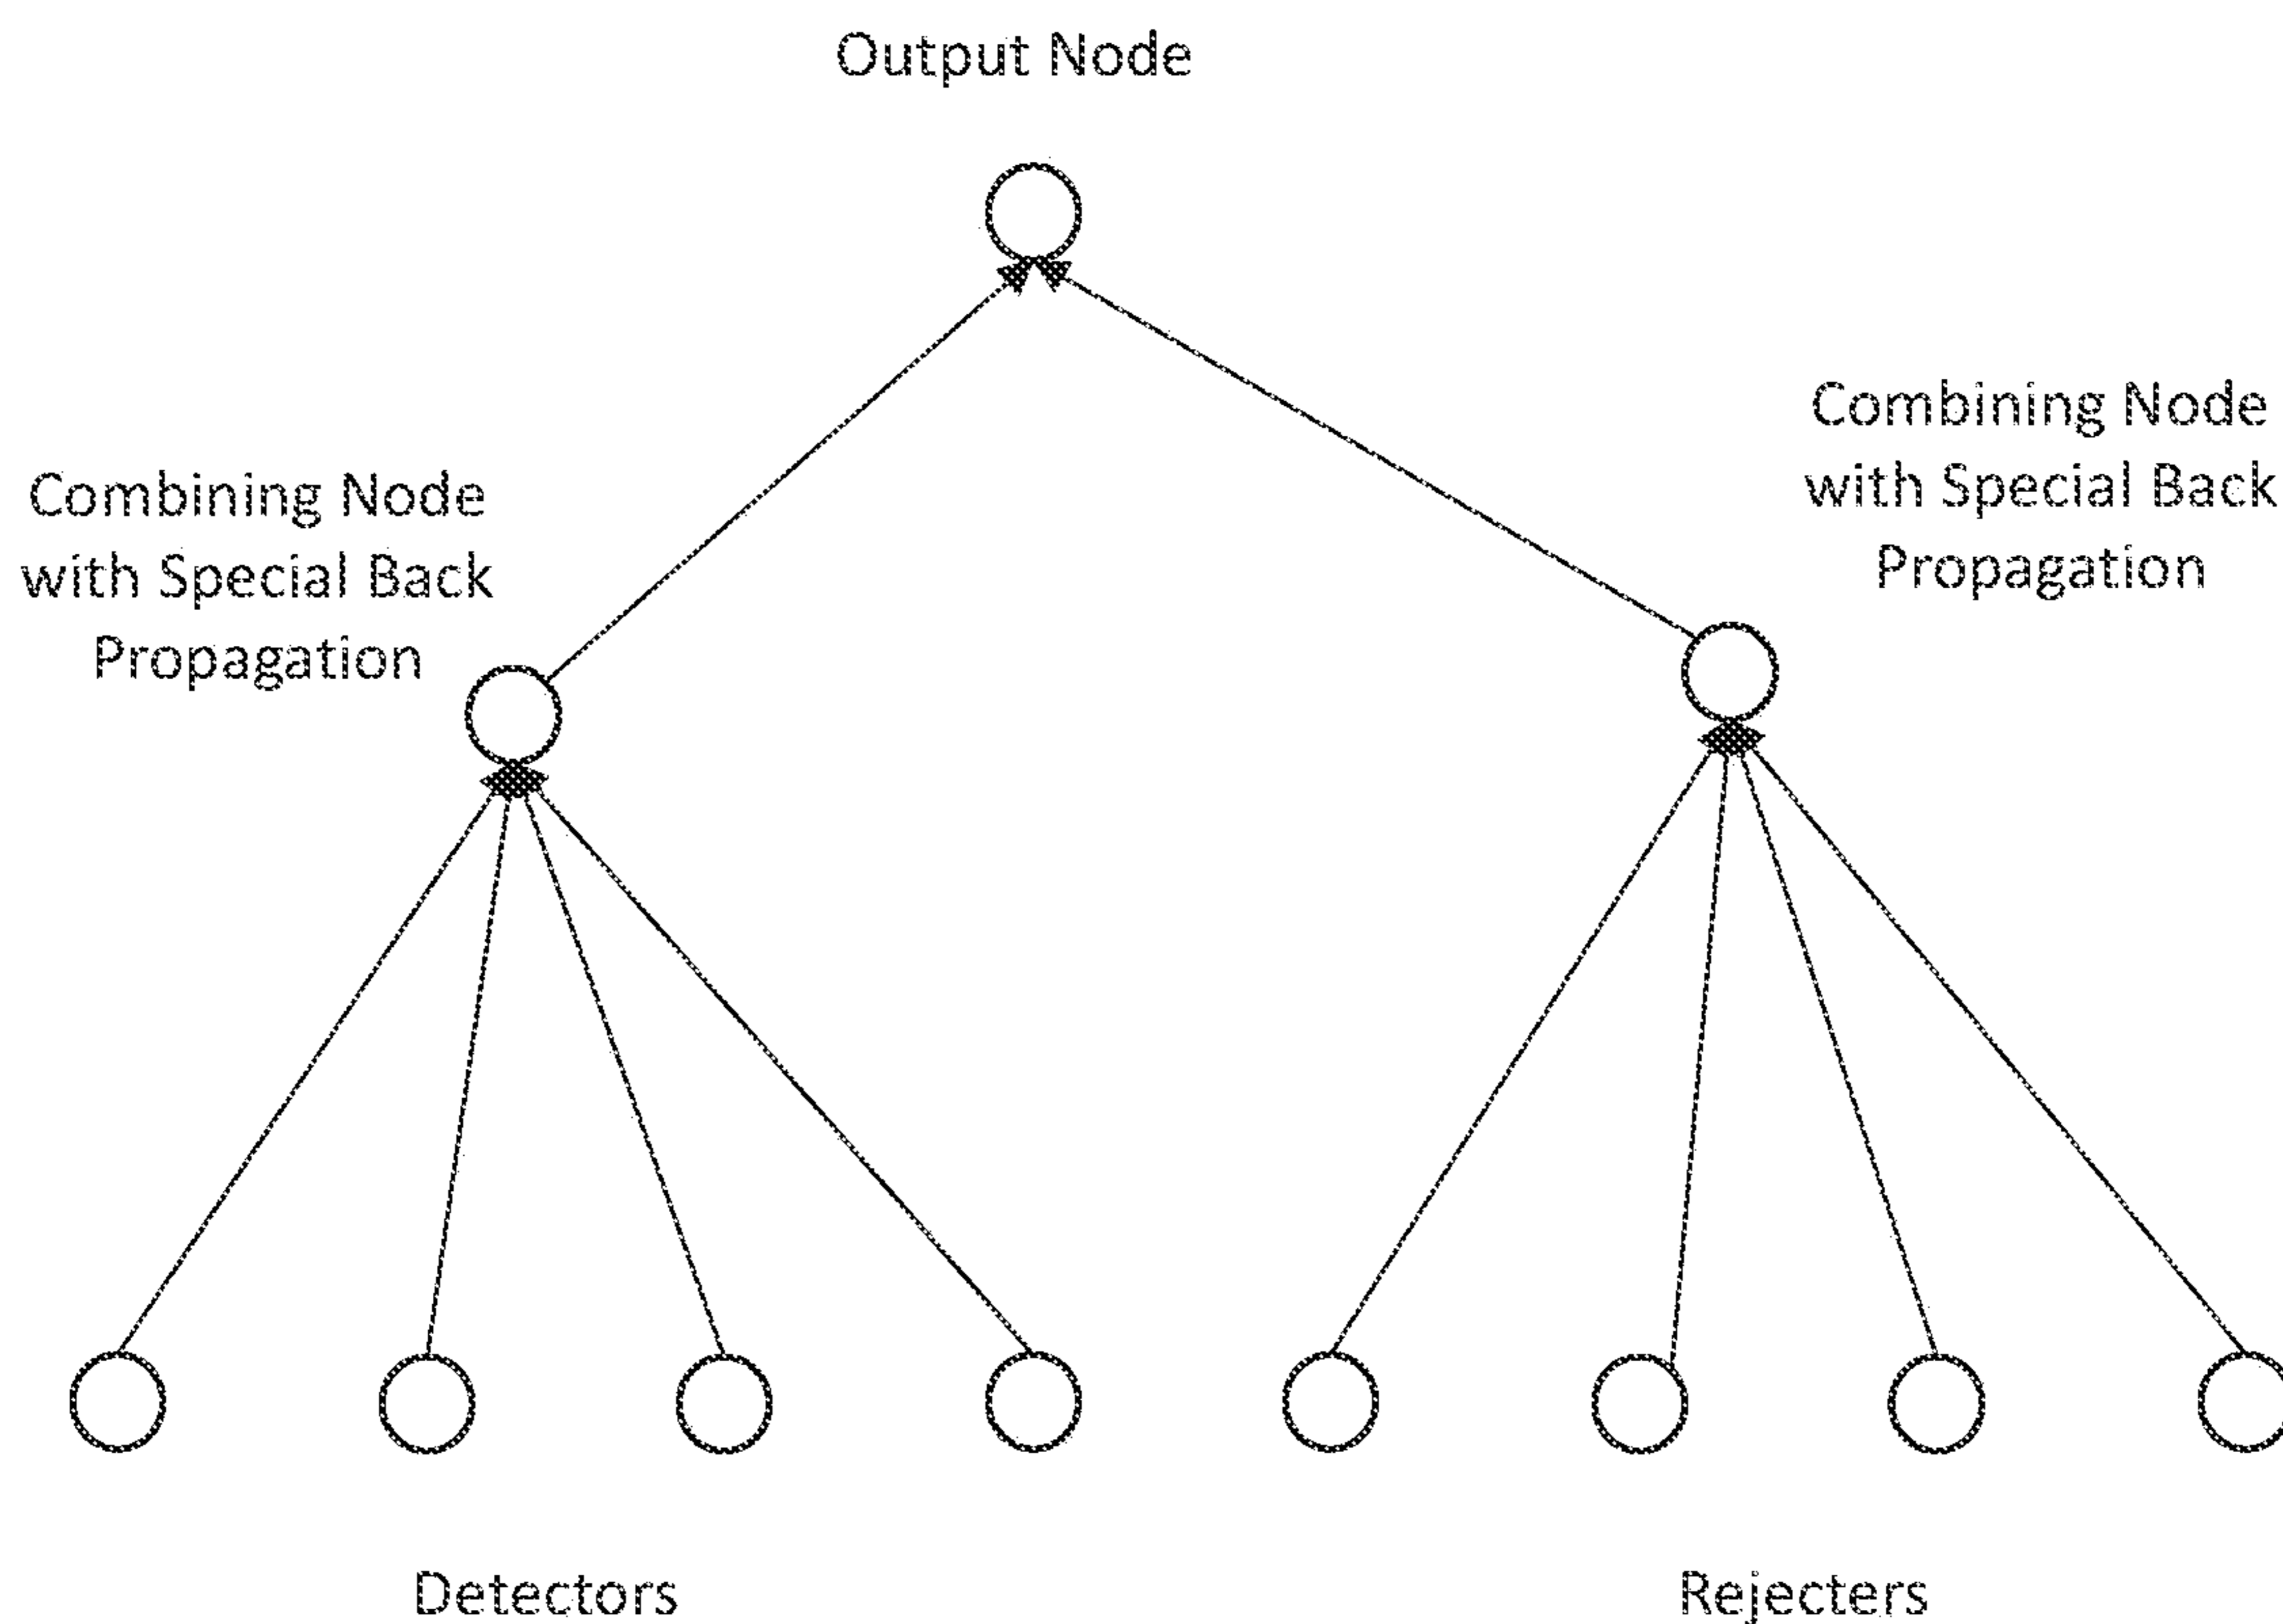 Output Node
Combining Node
with Special Back
Propagation
Combining Node
with Special Back
Propagation
Detectors
Rejecters